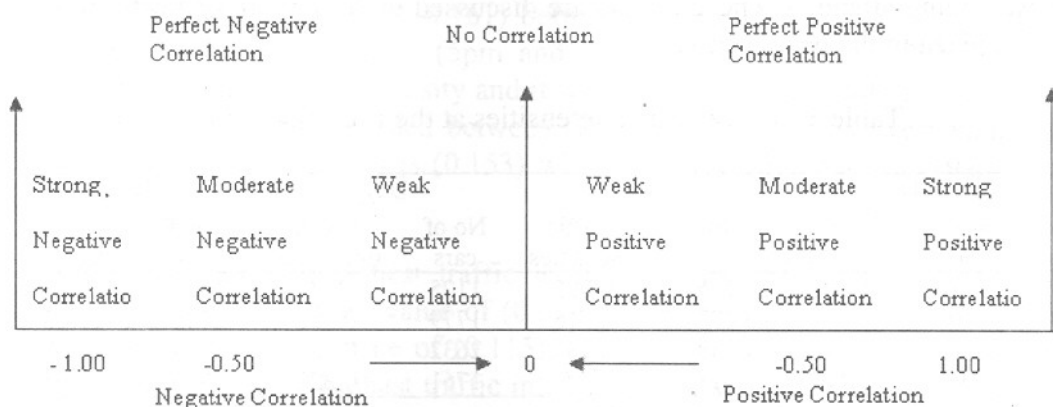 Perfect Negative Correlation
No Correlation
Perfect Positive Correlation
Strong Negative Correlatio
Moderate Negative Correlation
Weak Negative Correlation
Weak Positive Correlation
Moderate Positive Correlation
Strong Positive Correlatio
- 1.00 -0.50 0 -0.50 1.00
Negative Correlation Positive Correlation